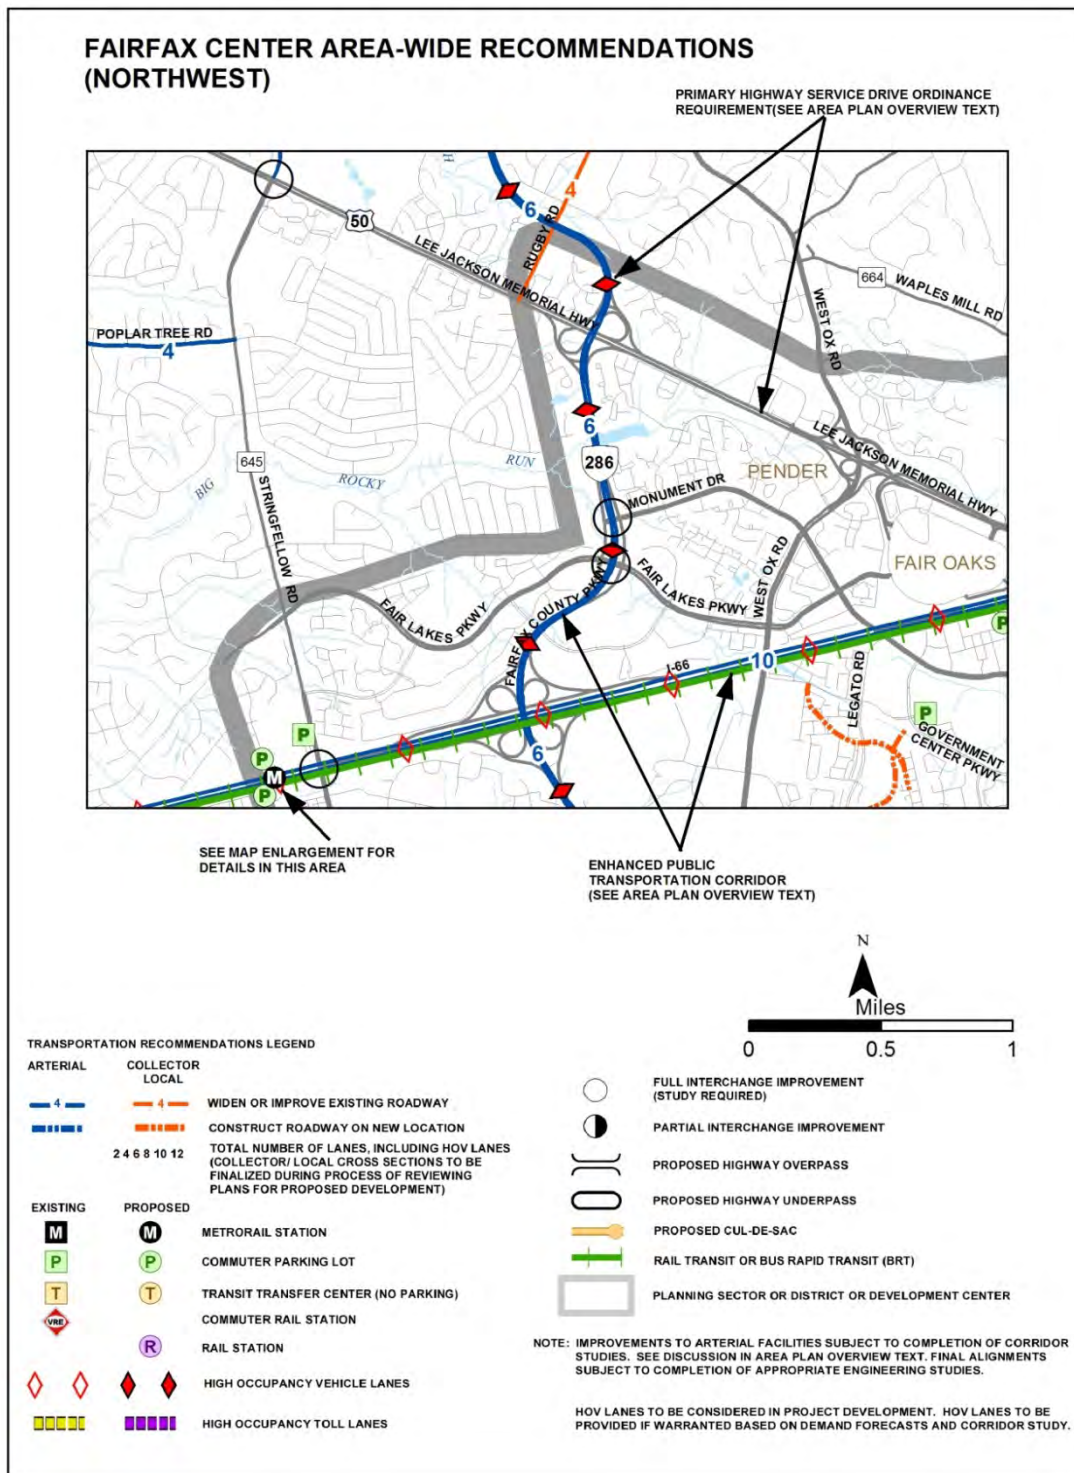 FAIRFAX CENTER AREA-WIDE RECOMMENDATIONS
(NORTHWEST)
PRIMARY HIGHWAY SERVICE DRIVE ORDINANCE
REQUIREMENT(SEE AREA PLAN OVERVIEW TEXT)
50
LEE JACKSON MEMORIAL HWY
6
4
RUGBY RD
664
WAPLES MILL RD
WEST OX RD
POPLAR TREE RD
4
6
LEE JACKSON MEMORIAL HWY
645
STRINGFELLOW RD
BIG
ROCKY
RUN
286
PENDER
MONUMENT DR
FAIR OAKS
WEST OX RD
FAIR LAKES PKWY
FAIR LAKES PKWY
FAIRFAX COUNTY PKWY
I-66
10
P
LEGATO RD
P
GOVERNMENT
CENTER PKWY
P
P
M
P
6
SEE MAP ENLARGEMENT FOR
DETAILS IN THIS AREA
ENHANCED PUBLIC
TRANSPORTATION CORRIDOR
(SEE AREA PLAN OVERVIEW TEXT)
N
Miles
0 0.5 1
TRANSPORTATION RECOMMENDATIONS LEGEND
ARTERIAL
COLLECTOR
LOCAL
4 4 WIDEN OR IMPROVE EXISTING ROADWAY
CONSTRUCT ROADWAY ON NEW LOCATION
2 4 6 8 10 12 TOTAL NUMBER OF LANES, INCLUDING HOV LANES
(COLLECTOR/ LOCAL CROSS SECTIONS TO BE
FINALIZED DURING PROCESS OF REVIEWING
PLANS FOR PROPOSED DEVELOPMENT)
EXISTING PROPOSED
M M METRORAIL STATION
P P COMMUTER PARKING LOT
T T TRANSIT TRANSFER CENTER (NO PARKING)
VRE COMMUTER RAIL STATION
R RAIL STATION
HIGH OCCUPANCY VEHICLE LANES
HIGH OCCUPANCY TOLL LANES
FULL INTERCHANGE IMPROVEMENT
(STUDY REQUIRED)
PARTIAL INTERCHANGE IMPROVEMENT
PROPOSED HIGHWAY OVERPASS
PROPOSED HIGHWAY UNDERPASS
PROPOSED CUL-DE-SAC
RAIL TRANSIT OR BUS RAPID TRANSIT (BRT)
PLANNING SECTOR OR DISTRICT OR DEVELOPMENT CENTER
NOTE: IMPROVEMENTS TO ARTERIAL FACILITIES SUBJECT TO COMPLETION OF CORRIDOR
STUDIES. SEE DISCUSSION IN AREA PLAN OVERVIEW TEXT. FINAL ALIGNMENTS
SUBJECT TO COMPLETION OF APPROPRIATE ENGINEERING STUDIES.
HOV LANES TO BE CONSIDERED IN PROJECT DEVELOPMENT. HOV LANES TO BE
PROVIDED IF WARRANTED BASED ON DEMAND FORECASTS AND CORRIDOR STUDY.